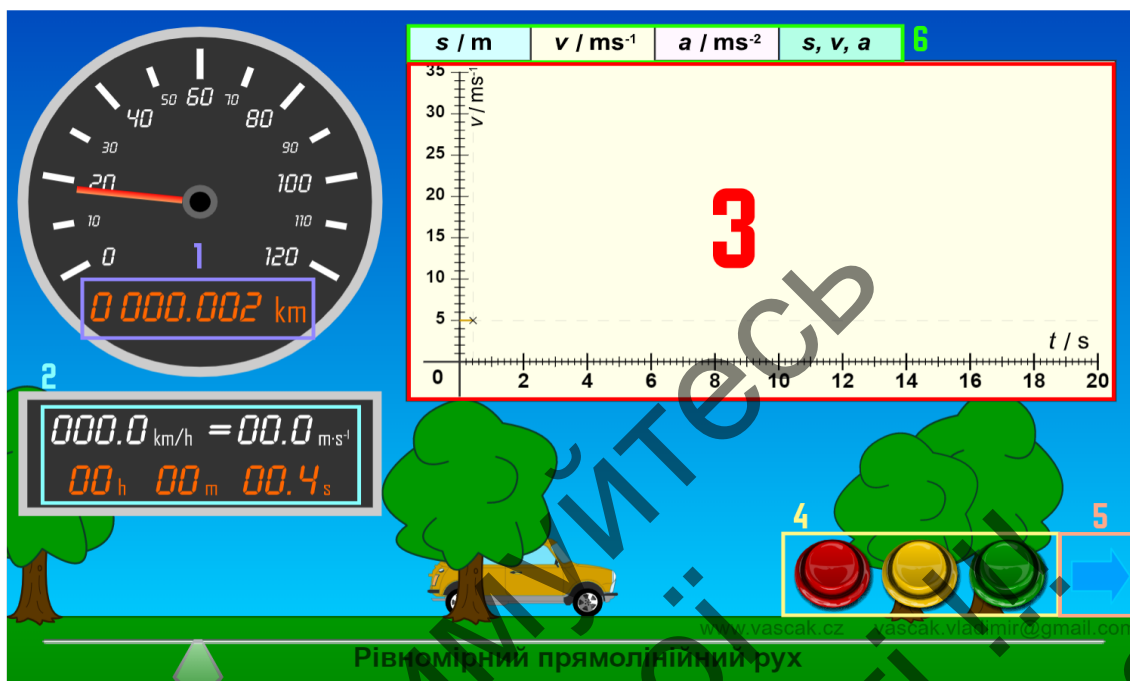 s / m
v / ms⁻¹
a / ms⁻²
s, v, a
6
0
10
20
30
40
50
60
70
80
90
100
110
120
1
0 000.002 km
35
30
25
20
15
10
5
0
v / ms⁻¹
3
t / s
2 4 6 8 10 12 14 16 18 20
2
000.0 km/h = 00.0 m·s⁻¹
00 h 00 m 00.4 s
4
5
www.vascak.cz vascak.vladimir@gmail.com
Рівномірний прямолінійний рух